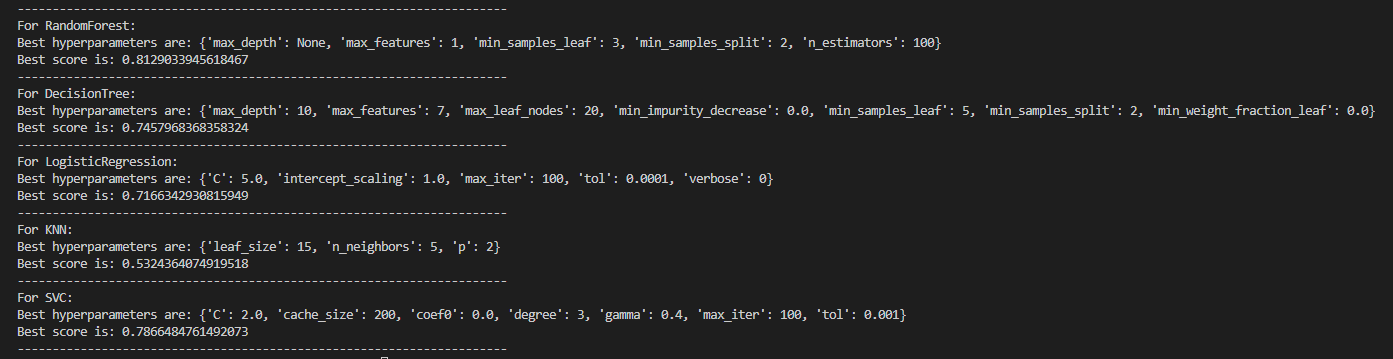 ----------------------------------------------------------------------
For RandomForest:
Best hyperparameters are: {'max_depth': None, 'max_features': 1, 'min_samples_leaf': 3, 'min_samples_split': 2, 'n_estimators': 100}
Best score is: 0.8129033945618467
----------------------------------------------------------------------
For DecisionTree:
Best hyperparameters are: {'max_depth': 10, 'max_features': 7, 'max_leaf_nodes': 20, 'min_impurity_decrease': 0.0, 'min_samples_leaf': 5, 'min_samples_split': 2, 'min_weight_fraction_leaf': 0.0}
Best score is: 0.7457968368358324
----------------------------------------------------------------------
For LogisticRegression:
Best hyperparameters are: {'C': 5.0, 'intercept_scaling': 1.0, 'max_iter': 100, 'tol': 0.0001, 'verbose': 0}
Best score is: 0.7166342930815949
----------------------------------------------------------------------
For KNN:
Best hyperparameters are: {'leaf_size': 15, 'n_neighbors': 5, 'p': 2}
Best score is: 0.5324364074919518
----------------------------------------------------------------------
For SVC:
Best hyperparameters are: {'C': 2.0, 'cache_size': 200, 'coef0': 0.0, 'degree': 3, 'gamma': 0.4, 'max_iter': 100, 'tol': 0.001}
Best score is: 0.7866484761492073
----------------------------------------------------------------------